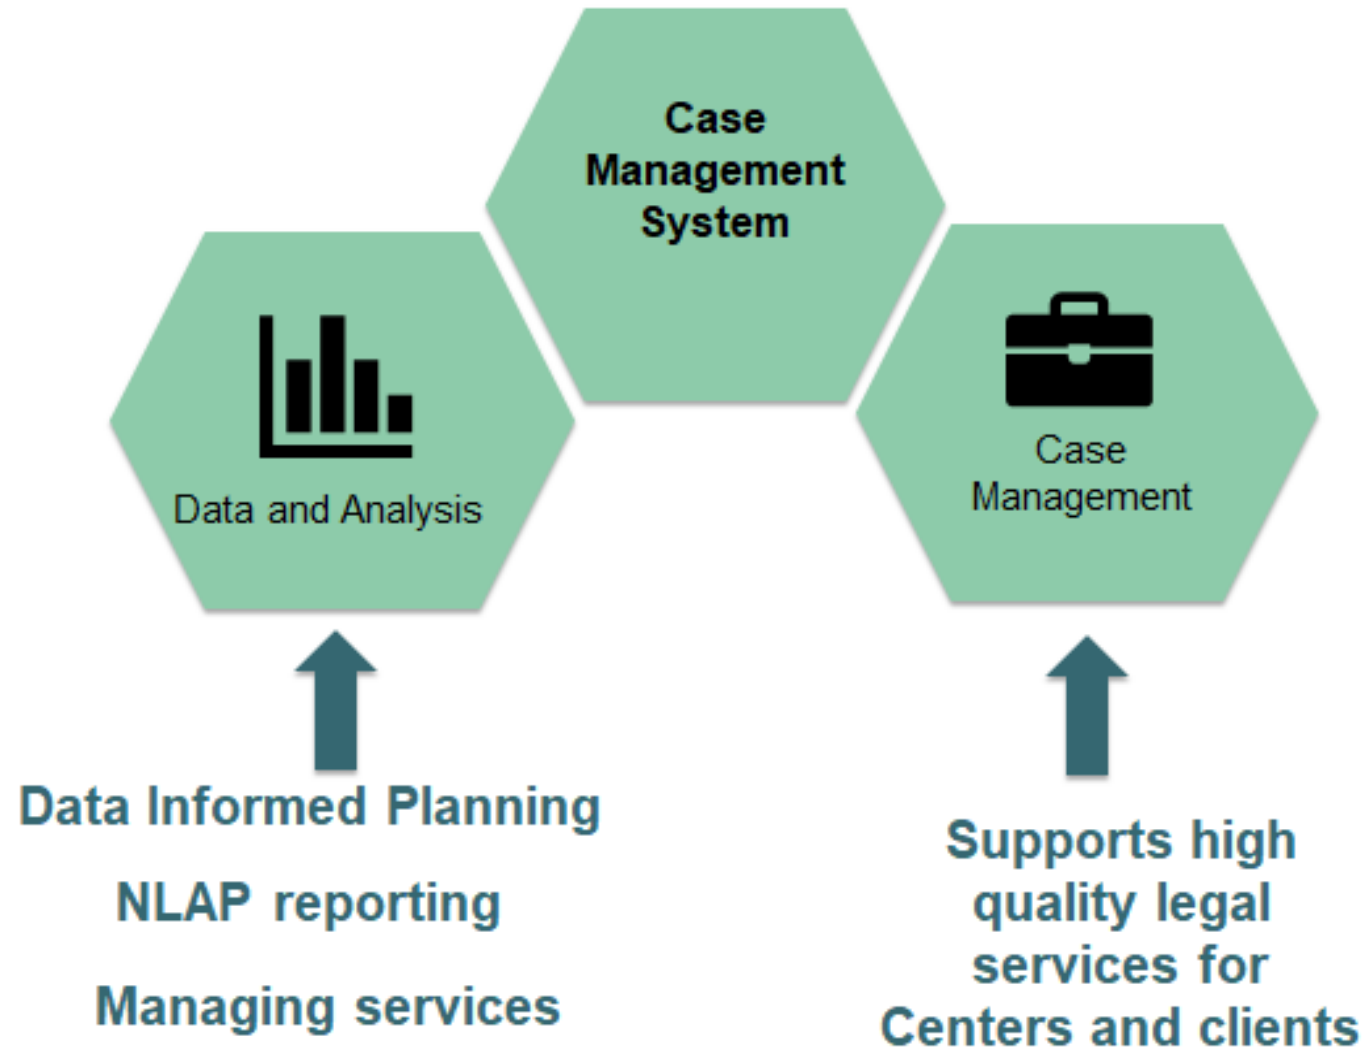 Case
Management
System
Data and Analysis
Case
Management
Data Informed Planning
NLAP reporting
Managing services
Supports high
quality legal
services for
Centers and clients